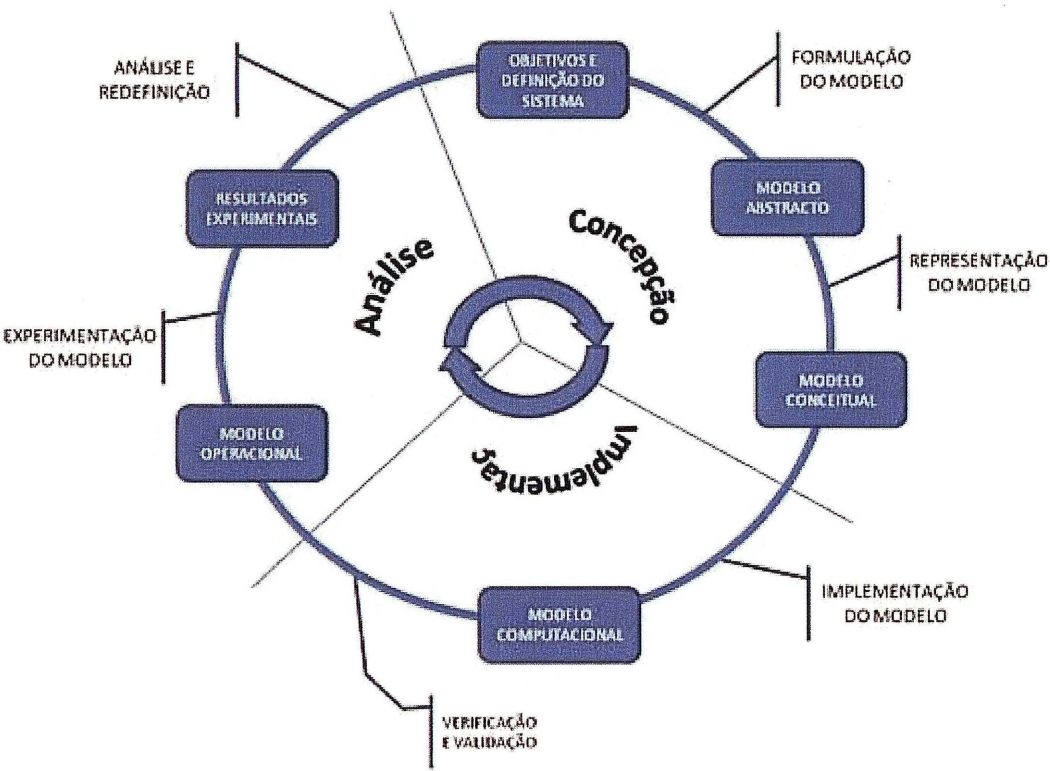 OBJETIVOS E
DEFINIÇÃO DO
SISTEMA
FORMULAÇÃO
DO MODELO
MODELO
ABSTRACTO
REPRESENTAÇÃO
DO MODELO
MODELO
CONCEITUAL
IMPLEMENTAÇÃO
DO MODELO
MODELO
COMPUTACIONAL
VERIFICAÇÃO
E VALIDAÇÃO
MODELO
OPERACIONAL
EXPERIMENTAÇÃO
DO MODELO
RESULTADOS
EXPERIMENTAIS
ANÁLISE E
REDEFINIÇÃO
Concepção
Implementaç
Análise